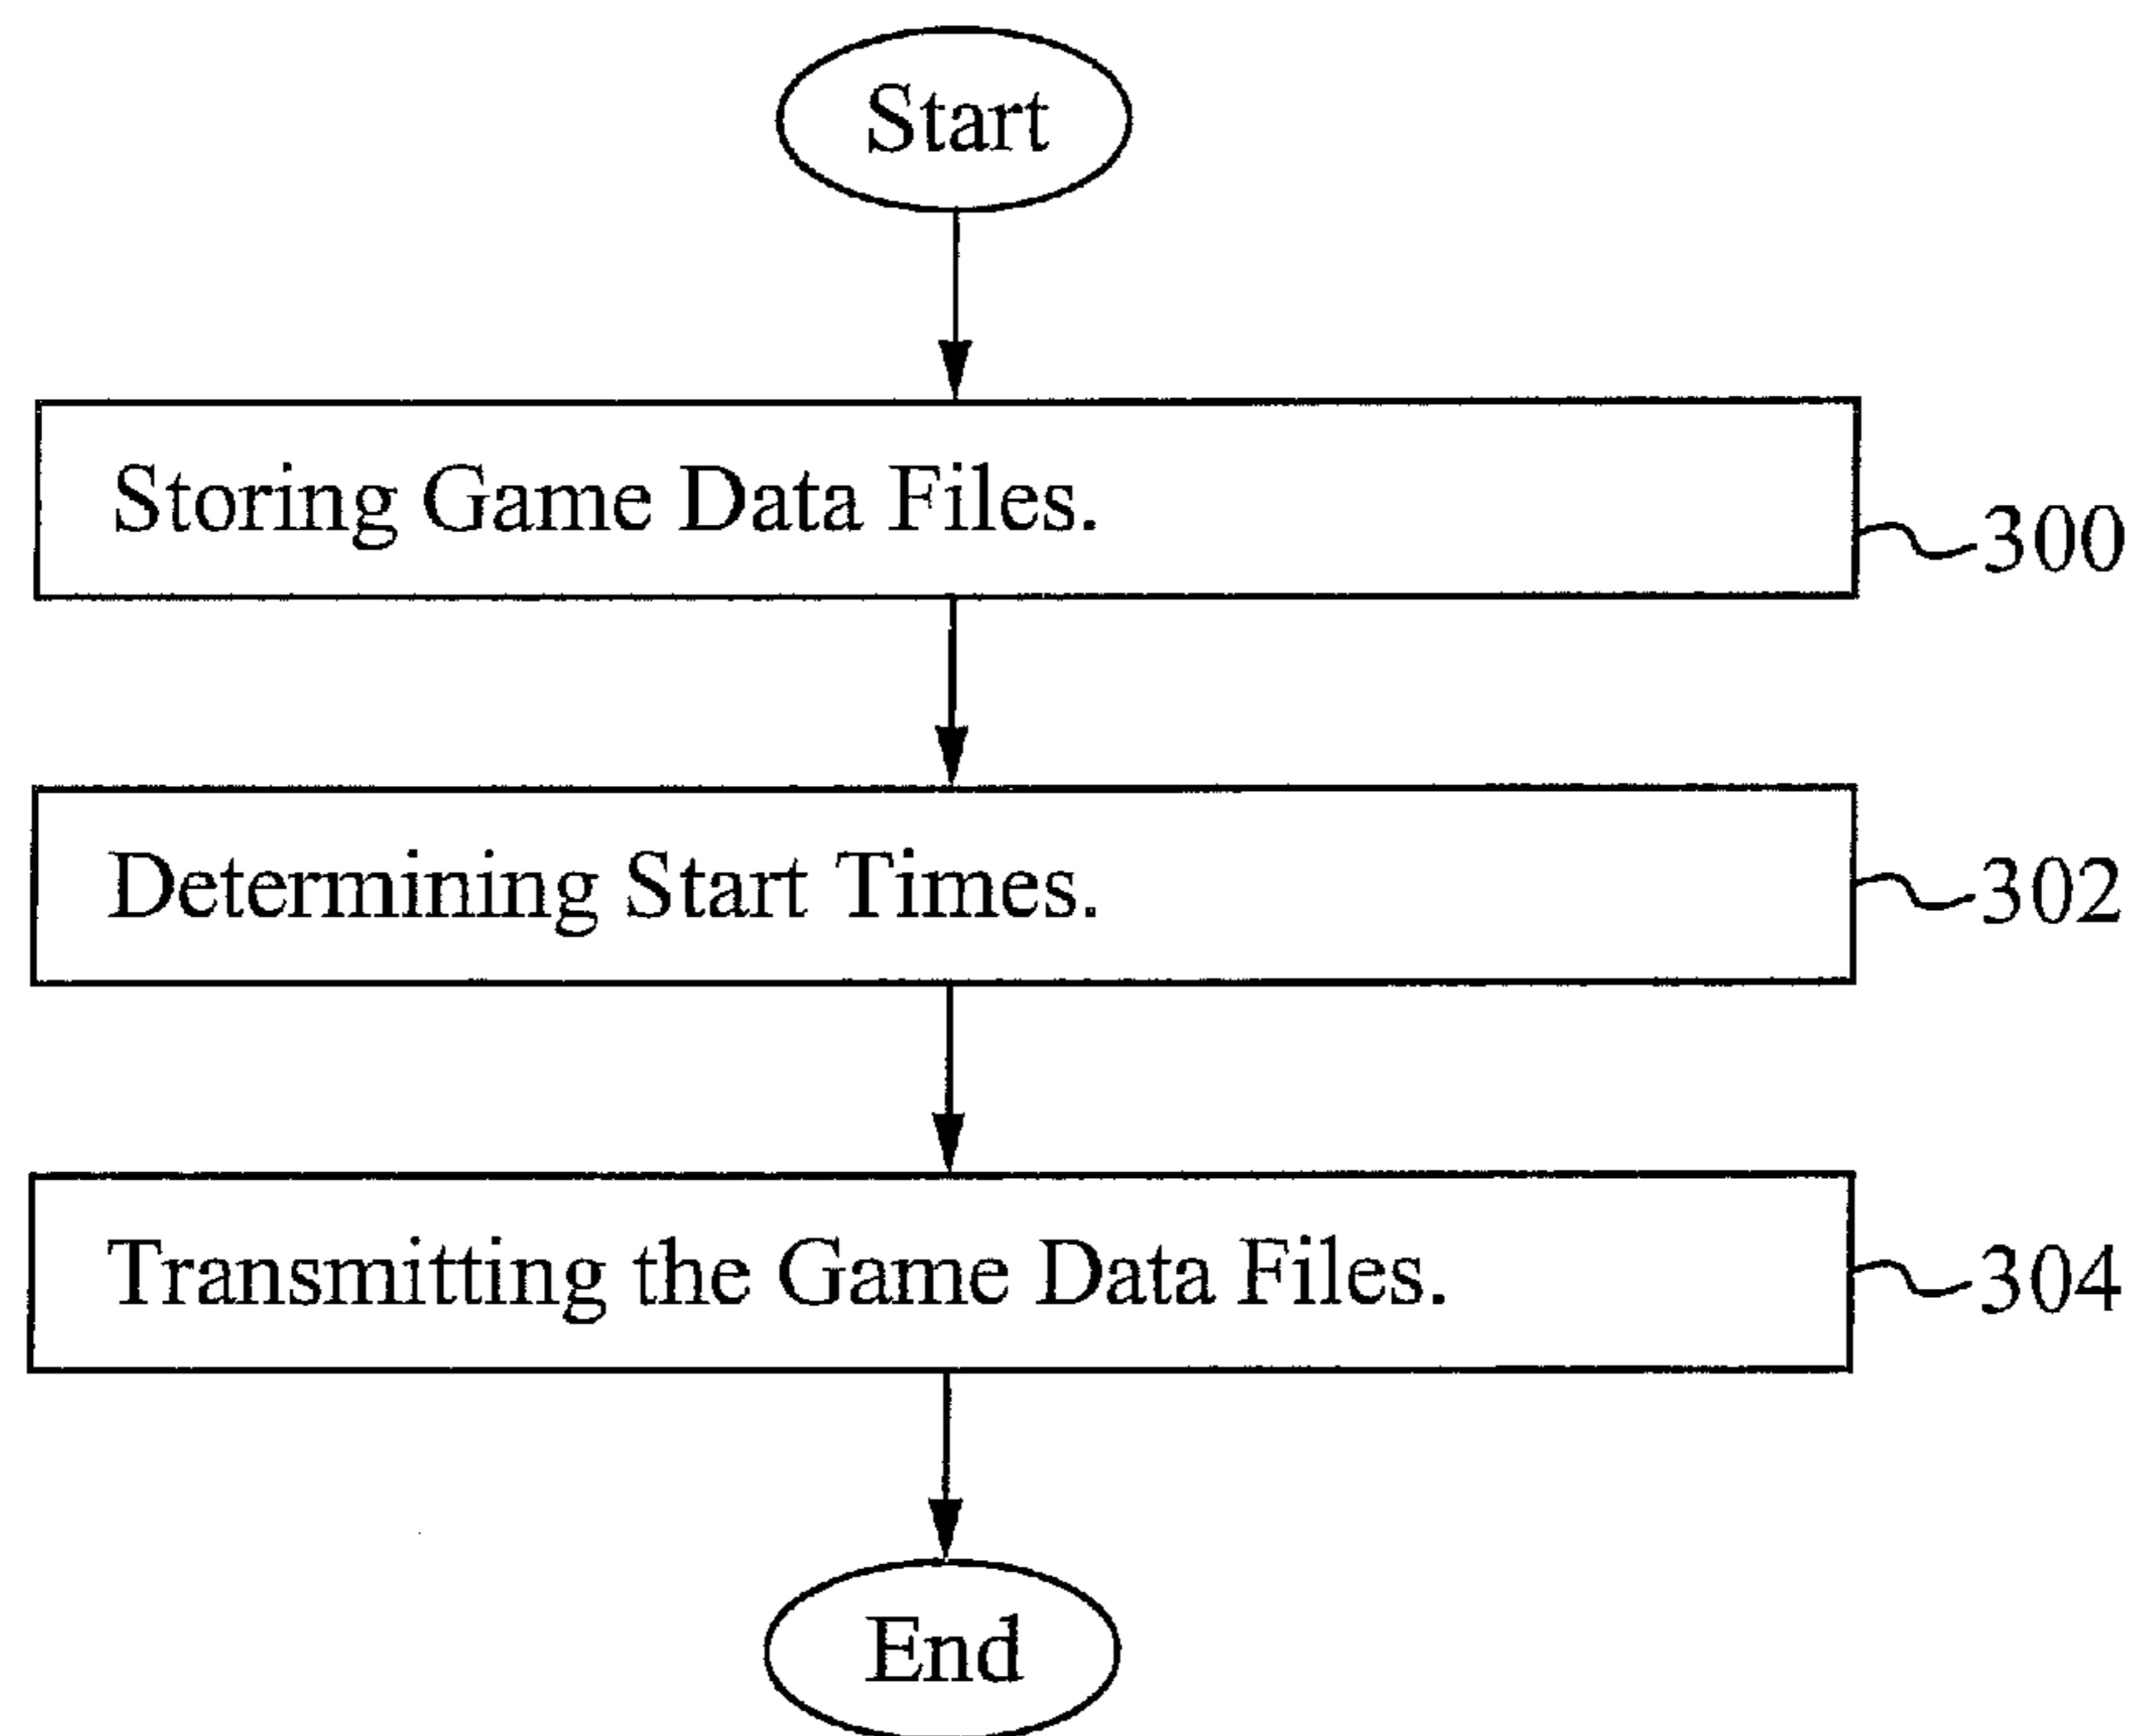 Start
Storing Game Data Files.
300
Determining Start Times.
302
Transmitting the Game Data Files.
304
End